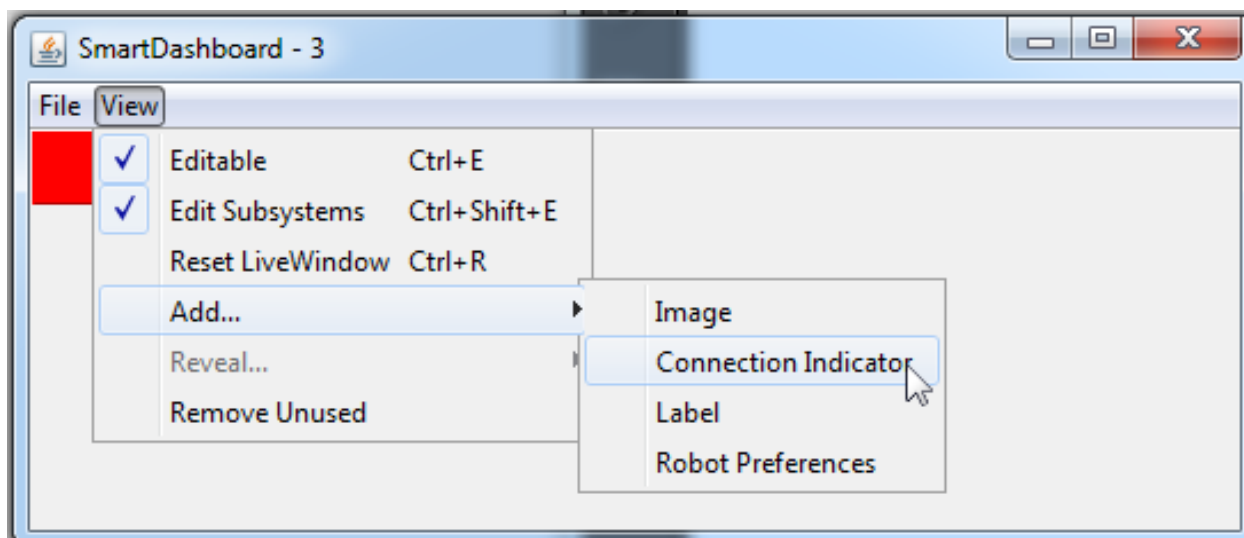 SmartDashboard - 3
File View
Editable Ctrl+E
Edit Subsystems Ctrl+Shift+E
Reset LiveWindow Ctrl+R
Add...
Reveal...
Remove Unused
Image
Connection Indicator
Label
Robot Preferences